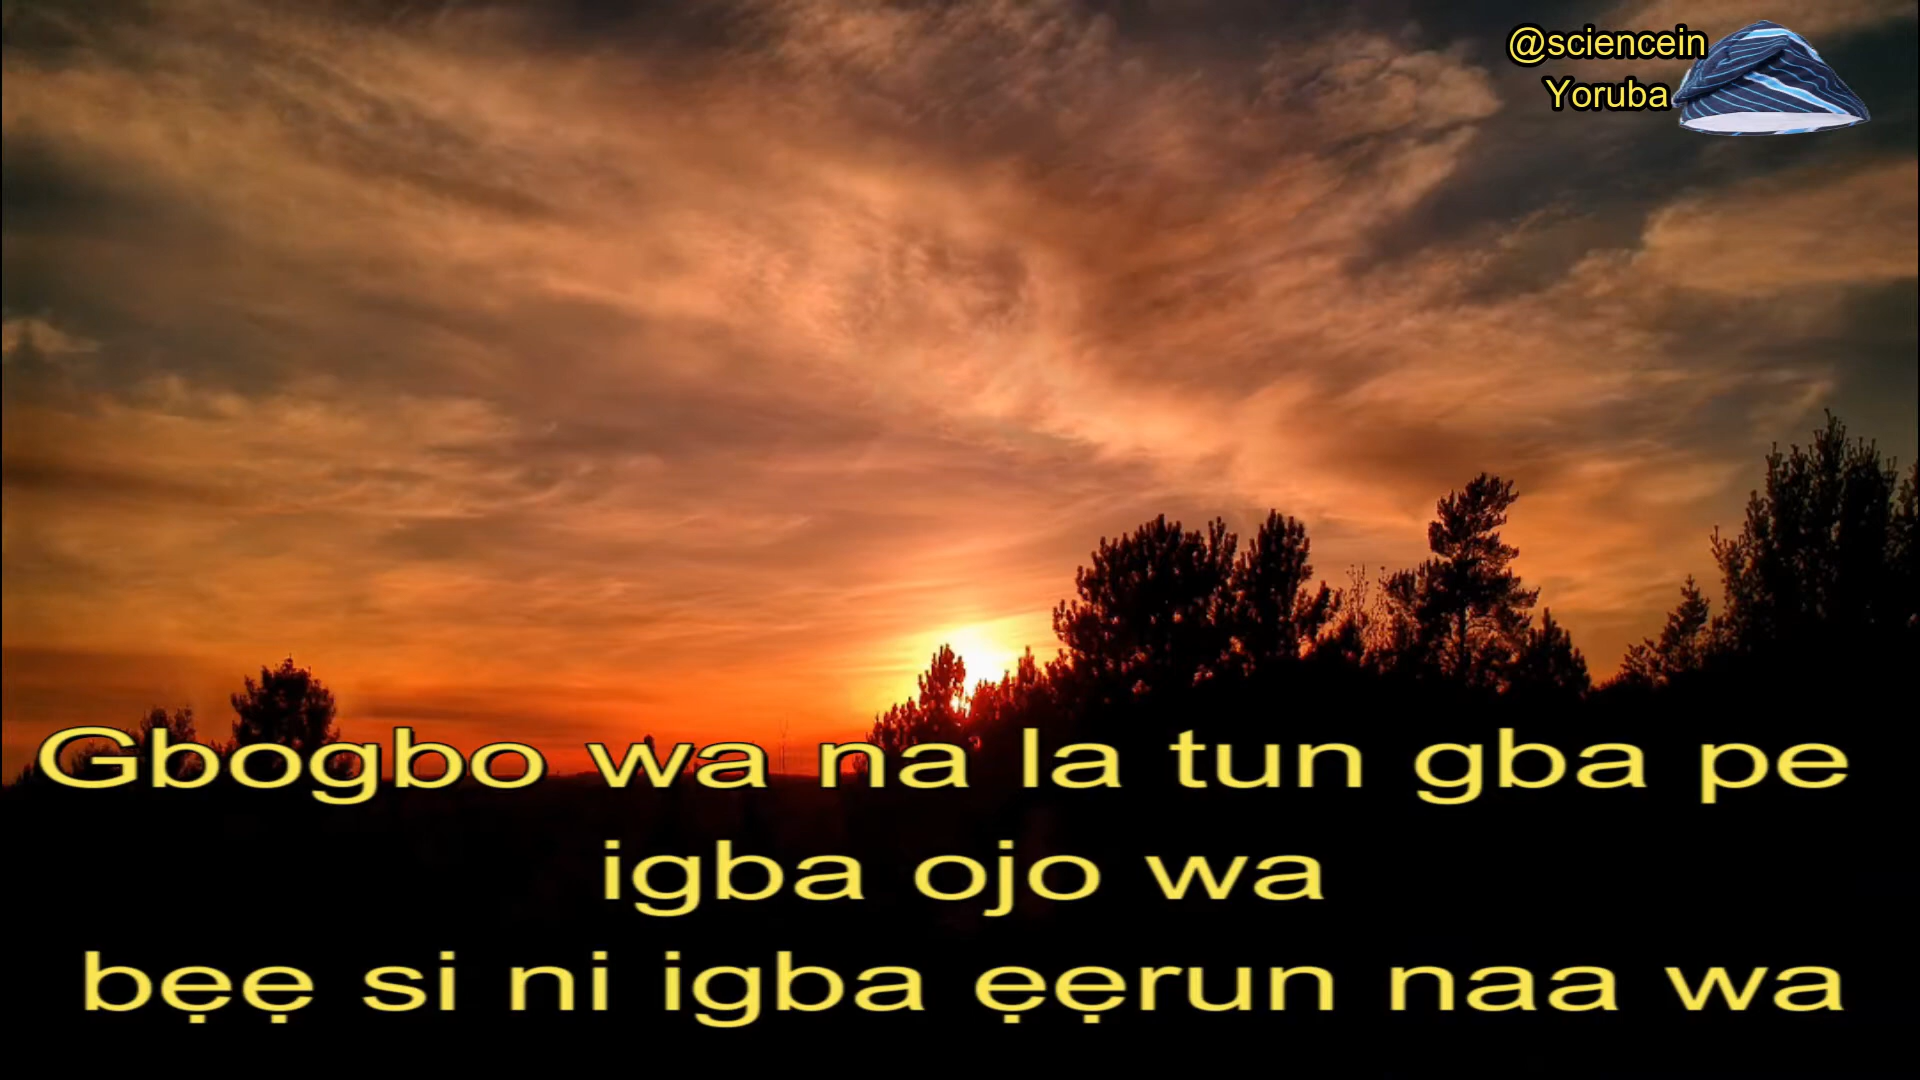 @sciencein
Yoruba
Gbogbo wa na la tun gba pe
igba ojo wa
bẹẹ si ni igba ẹẹrun naa wa